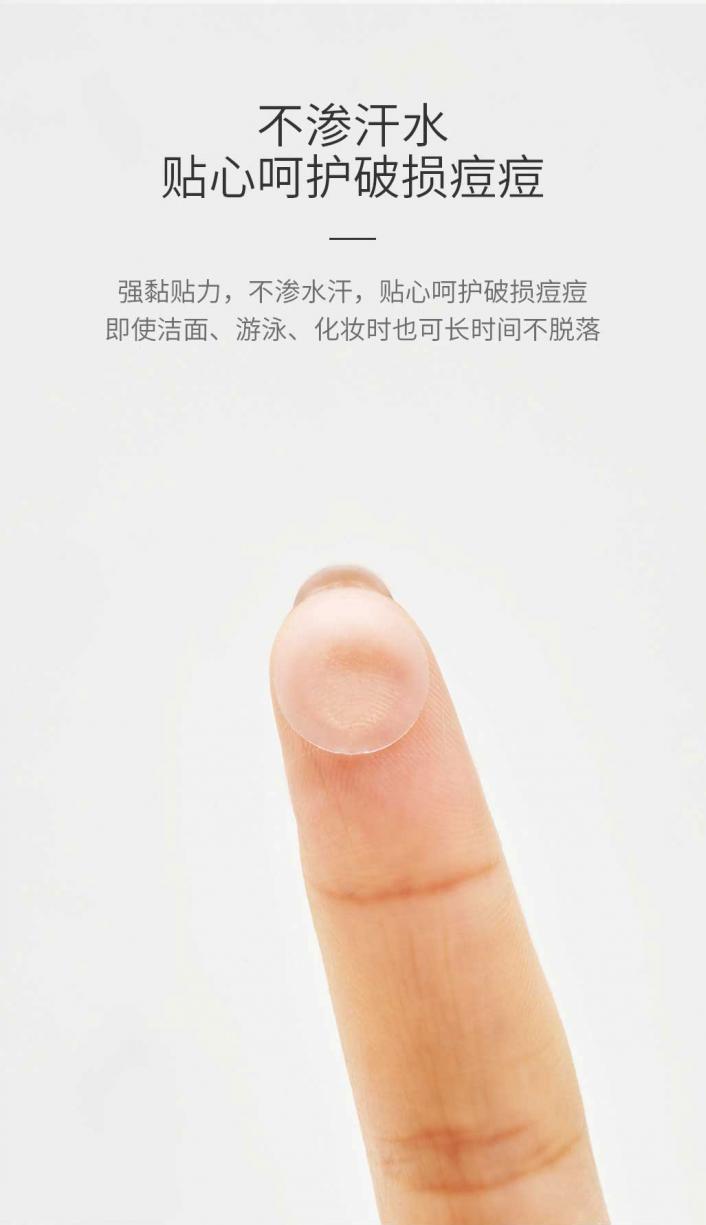 不渗汗水
贴心呵护破损痘痘
强黏贴力，不渗水汗，贴心呵护破损痘痘
即使洁面、游泳、化妆时也可长时间不脱落